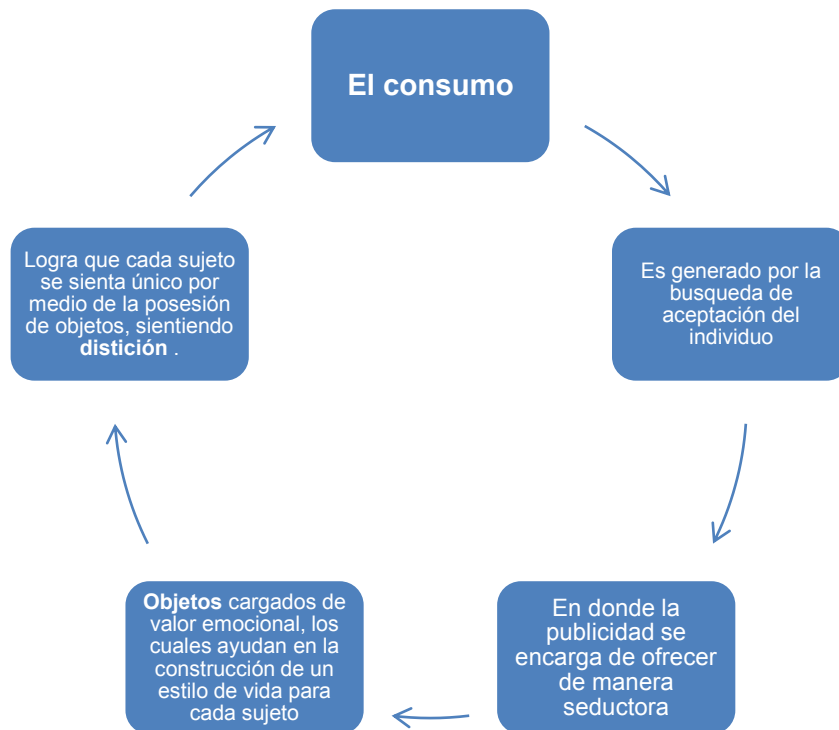 El consumo
Es generado por la
busqueda de
aceptación del
individuo
En donde la
publicidad se
encarga de ofrecer
de manera
seductora
Objetos cargados de
valor emocional, los
cuales ayudan en la
construcción de un
estilo de vida para
cada sujeto
Logra que cada sujeto
se sienta único por
medio de la posesión
de objetos, sientiendo
distición .